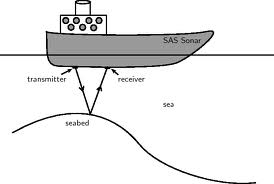 SAS Sonar
transmitter
receiver
sea
seabed